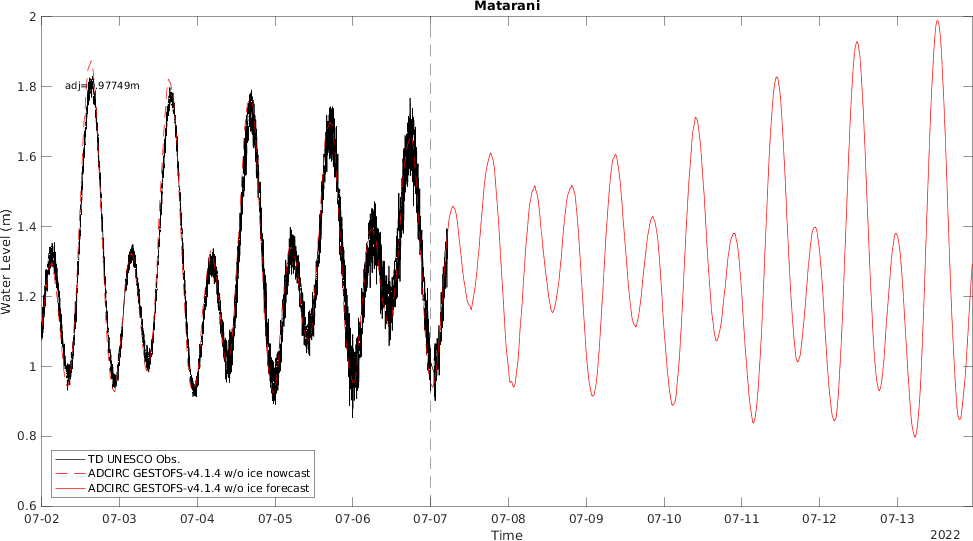 Matarani
2
1.8
1.6
1.4
1.2
1
0.8
0.6
Water Level (m)
adj=0.97749m
TD UNESCO Obs.
ADCIRC GESTOFS-v4.1.4 w/o ice nowcast
ADCIRC GESTOFS-v4.1.4 w/o ice forecast
07-02 07-03 07-04 07-05 07-06 07-07 07-08 07-09 07-10 07-11 07-12 07-13
Time
2022